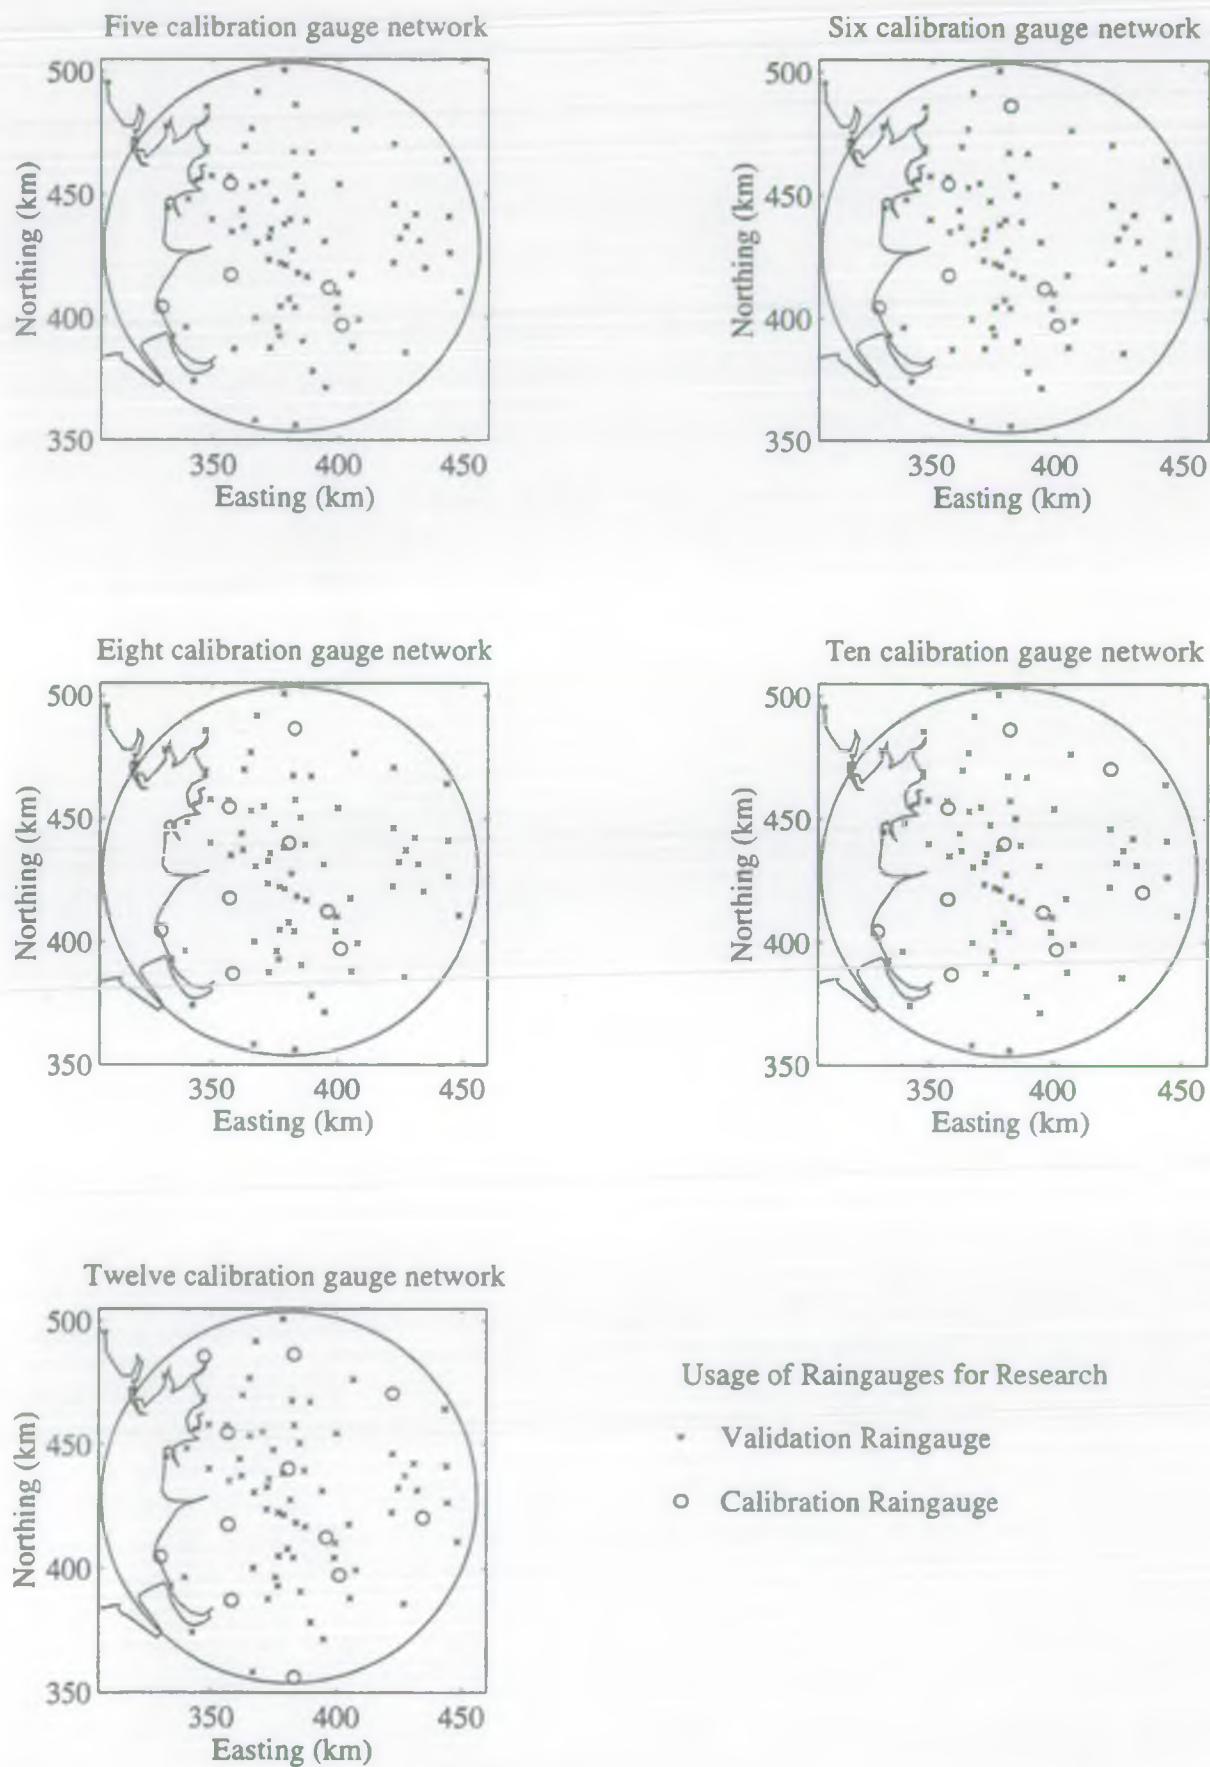 Five calibration gauge network
Six calibration gauge network
500
450
400
350
Northing (km)
350 400 450
Easting (km)
500
450
400
350
Northing (km)
350 400 450
Easting (km)
Eight calibration gauge network
Ten calibration gauge network
500
450
400
350
Northing (km)
350 400 450
Easting (km)
500
450
400
350
Northing (km)
350 400 450
Easting (km)
Twelve calibration gauge network
500
450
400
350
Northing (km)
350 400 450
Easting (km)
Usage of Raingauges for Research
Validation Raingauge
Calibration Raingauge